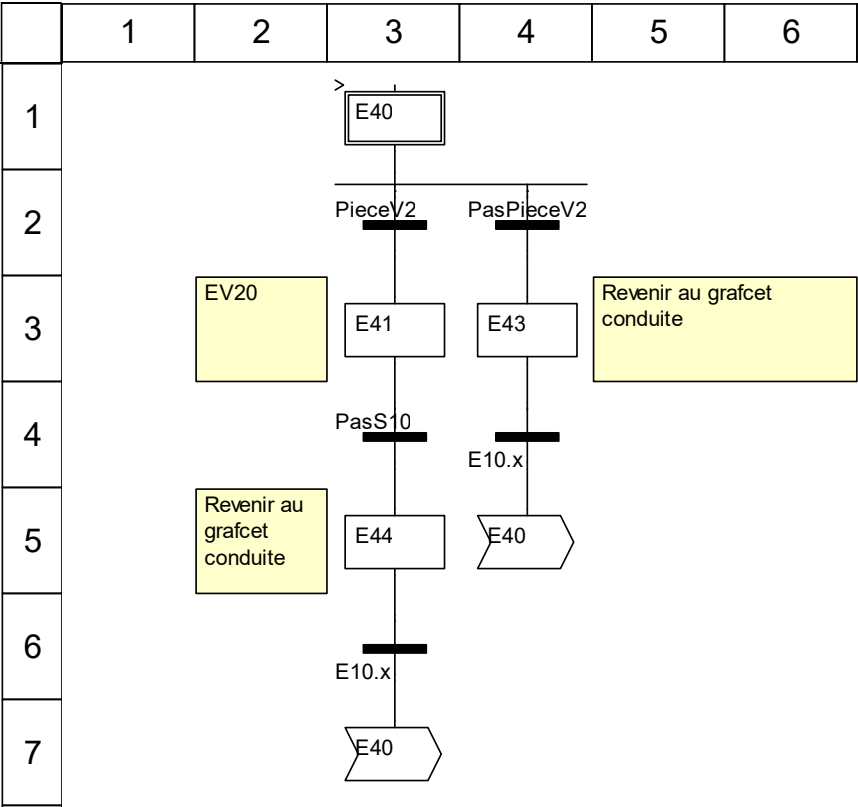 1 2 3 4 5 6
1
>
E40
2
PieceV2 PasPieceV2
3
EV20
E41
E43
Revenir au grafcet
conduite
4
PasS10
E10.x
5
Revenir au
grafcet
conduite
E44
E40
6
E10.x
7
E40